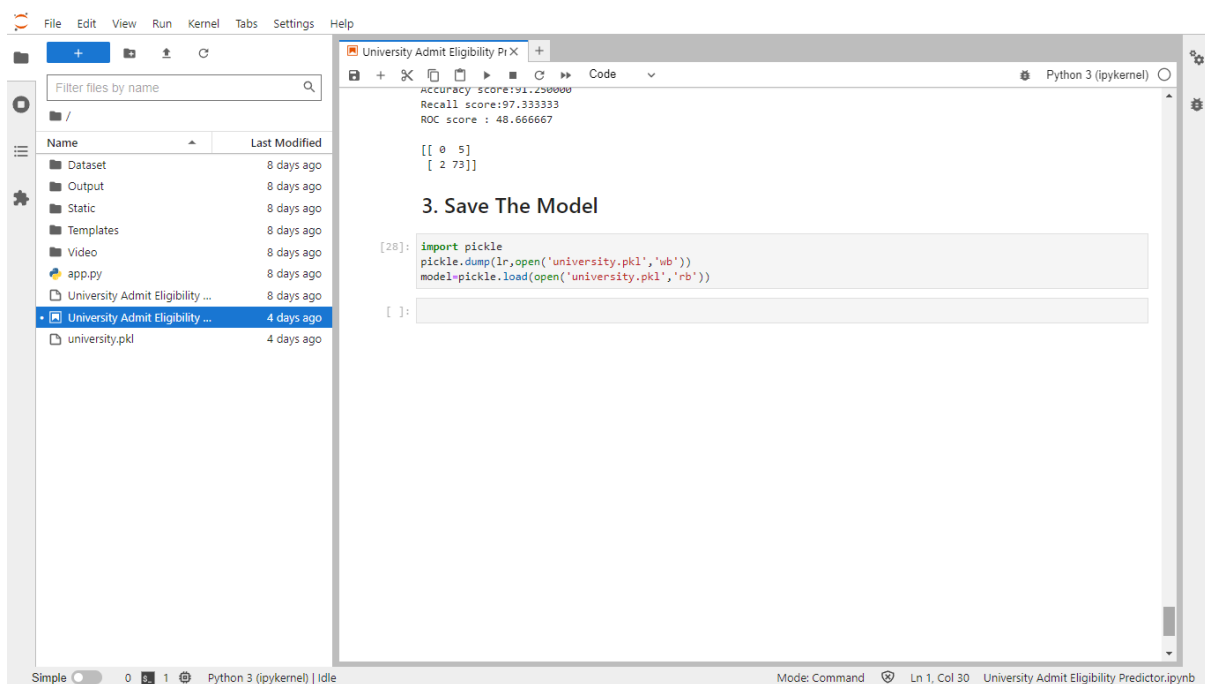 File Edit View Run Kernel Tabs Settings Help
University Admit Eligibility Pr
Filter files by name
Code
Python 3 (ipykernel)
/
Name Last Modified
Dataset 8 days ago
Output 8 days ago
Static 8 days ago
Templates 8 days ago
Video 8 days ago
app.py 8 days ago
University Admit Eligibility ... 8 days ago
University Admit Eligibility ... 4 days ago
university.pkl 4 days ago
Accuracy score:91.250000
Recall score:97.333333
ROC score : 48.666667
[[ 0 5]
[ 2 73]]
3. Save The Model
[28]: import pickle
pickle.dump(lr,open('university.pkl','wb'))
model=pickle.load(open('university.pkl','rb'))
[ ]:
Simple 0 $_ 1 Python 3 (ipykernel) | Idle Mode: Command Ln 1, Col 30 University Admit Eligibility Predictor.ipynb